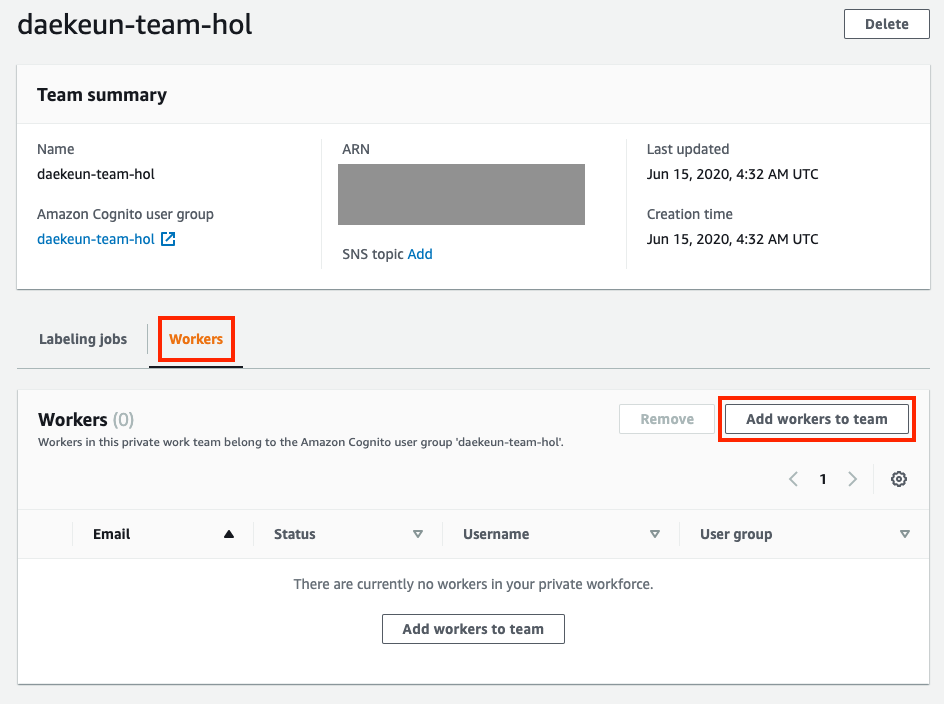 daekeun-team-hol
Delete
Team summary
Name
daekeun-team-hol
Amazon Cognito user group
daekeun-team-hol
ARN
SNS topic Add
Last updated
Jun 15, 2020, 4:32 AM UTC
Creation time
Jun 15, 2020, 4:32 AM UTC
Labeling jobs
Workers
Workers (0)
Workers in this private work team belong to the Amazon Cognito user group 'daekeun-team-hol'.
Remove
Add workers to team
1
Email Status Username User group
There are currently no workers in your private workforce.
Add workers to team